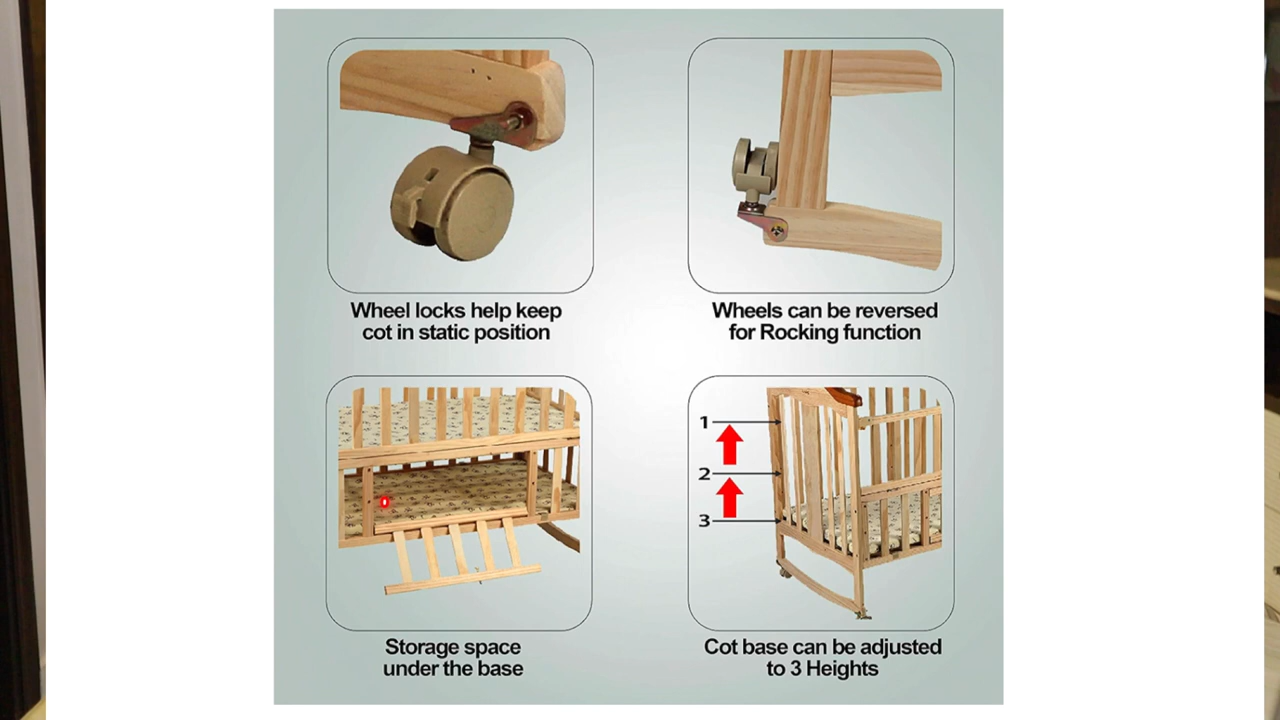 Wheel locks help keep
cot in static position
Wheels can be reversed
for Rocking function
1
2
3
Storage space
under the base
Cot base can be adjusted
to 3 Heights